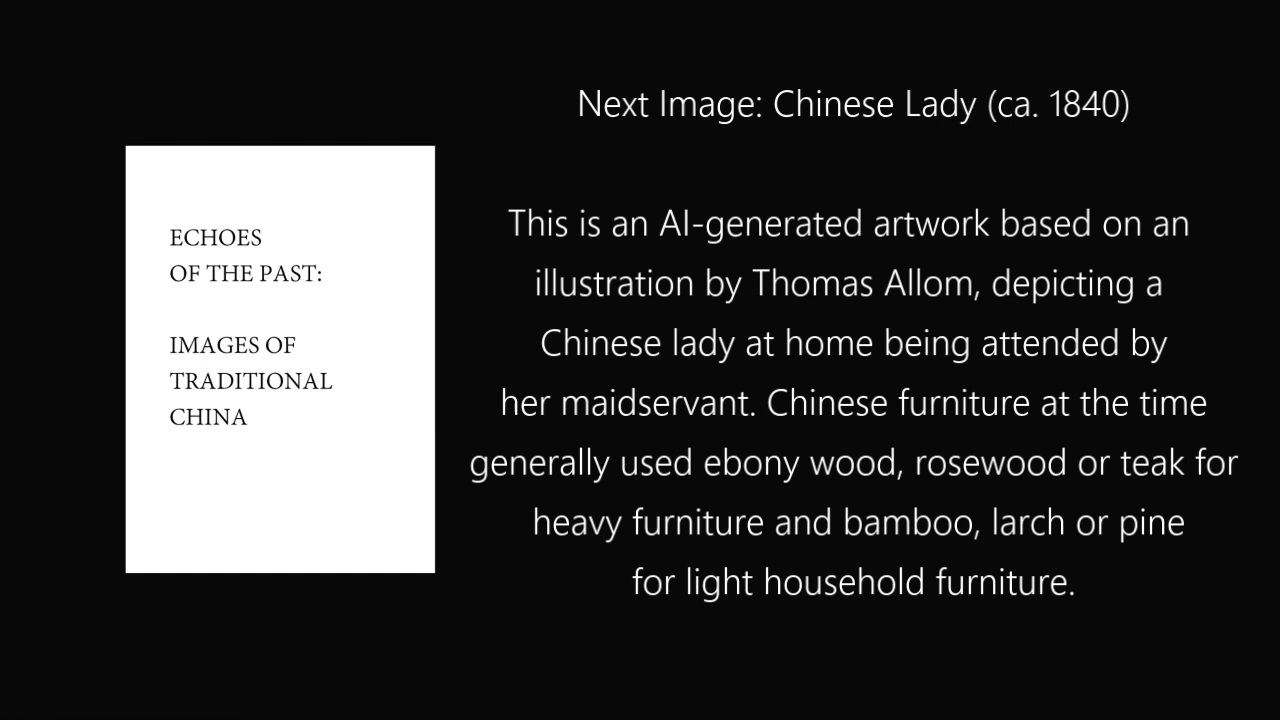 ECHOES
OF THE PAST:
IMAGES OF
TRADITIONAL
CHINA
Next Image: Chinese Lady (ca. 1840)
This is an AI-generated artwork based on an
illustration by Thomas Allom, depicting a
Chinese lady at home being attended by
her maidservant. Chinese furniture at the time
generally used ebony wood, rosewood or teak for
heavy furniture and bamboo, larch or pine
for light household furniture.